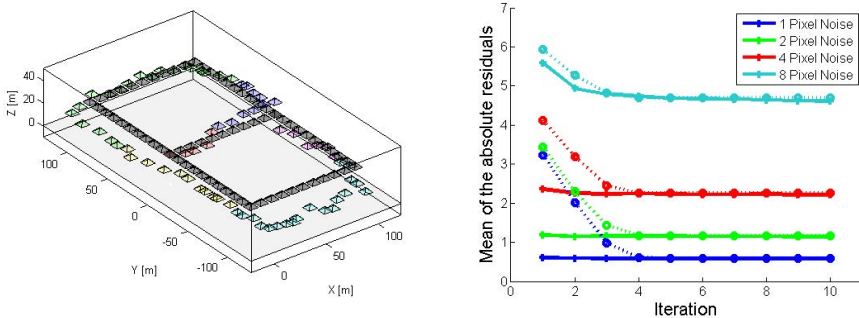 40
20
0
Z [m]
100
50
0
-50
-100
Y [m]
0
50
100
X [m]
7
6
5
4
3
2
1
0
0
2
4
6
8
10
Mean of the absolute residuals
Iteration
1 Pixel Noise
2 Pixel Noise
4 Pixel Noise
8 Pixel Noise